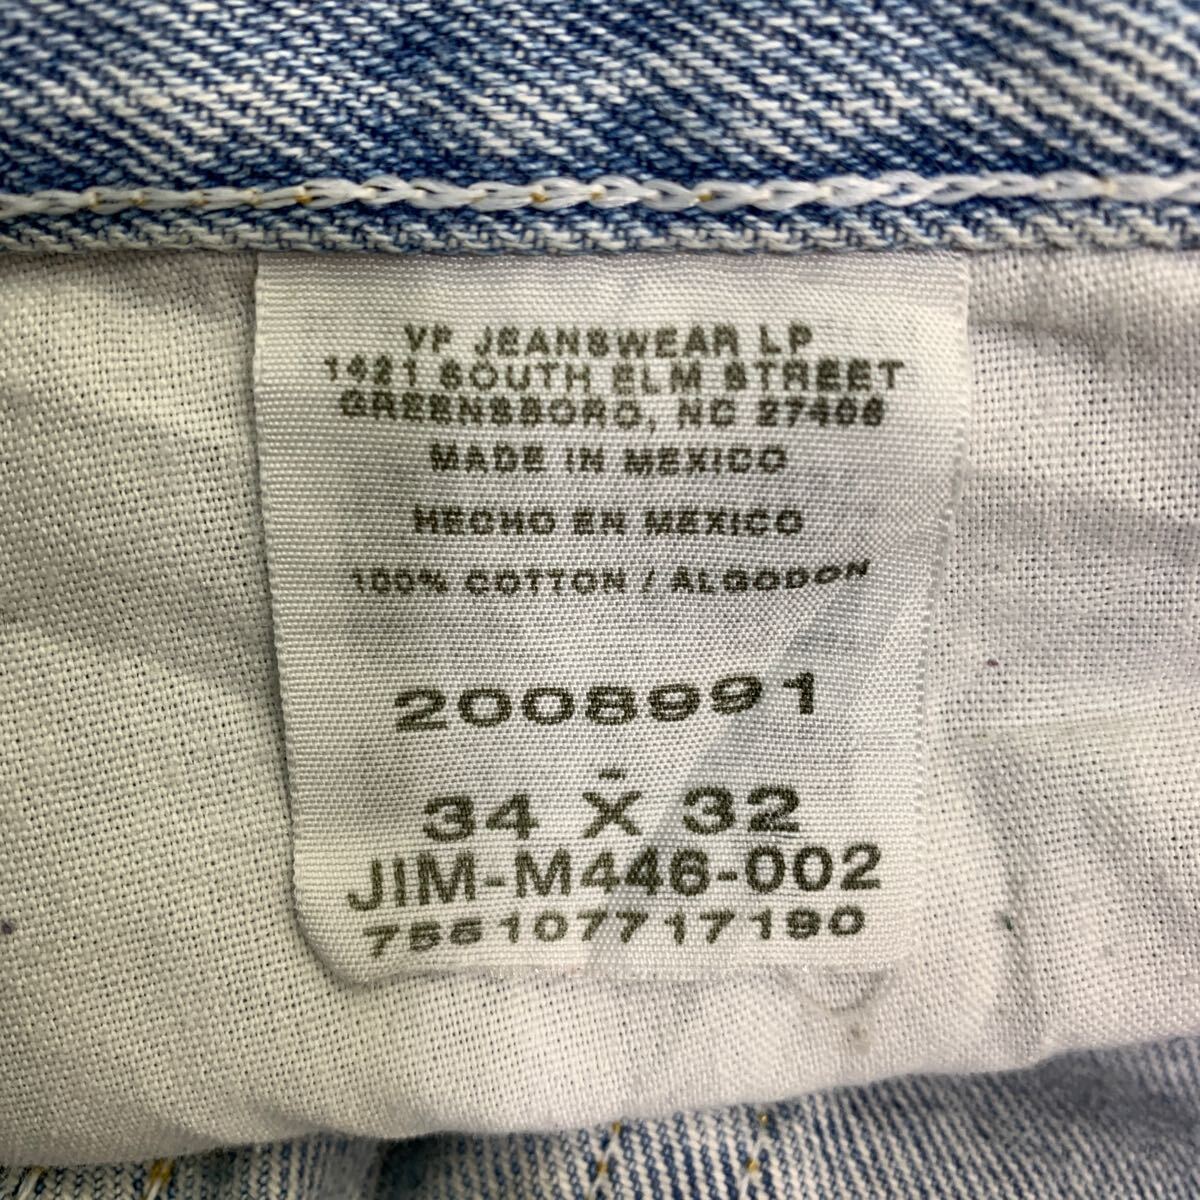 VF JEANSWEAR LP
1421 SOUTH ELM STREET
GREENSBORO, NC 27406
MADE IN MEXICO
HECHO EN MEXICO
100% COTTON / ALGODON
2008991
-
34 X 32
JIM-M446-002
756107717190